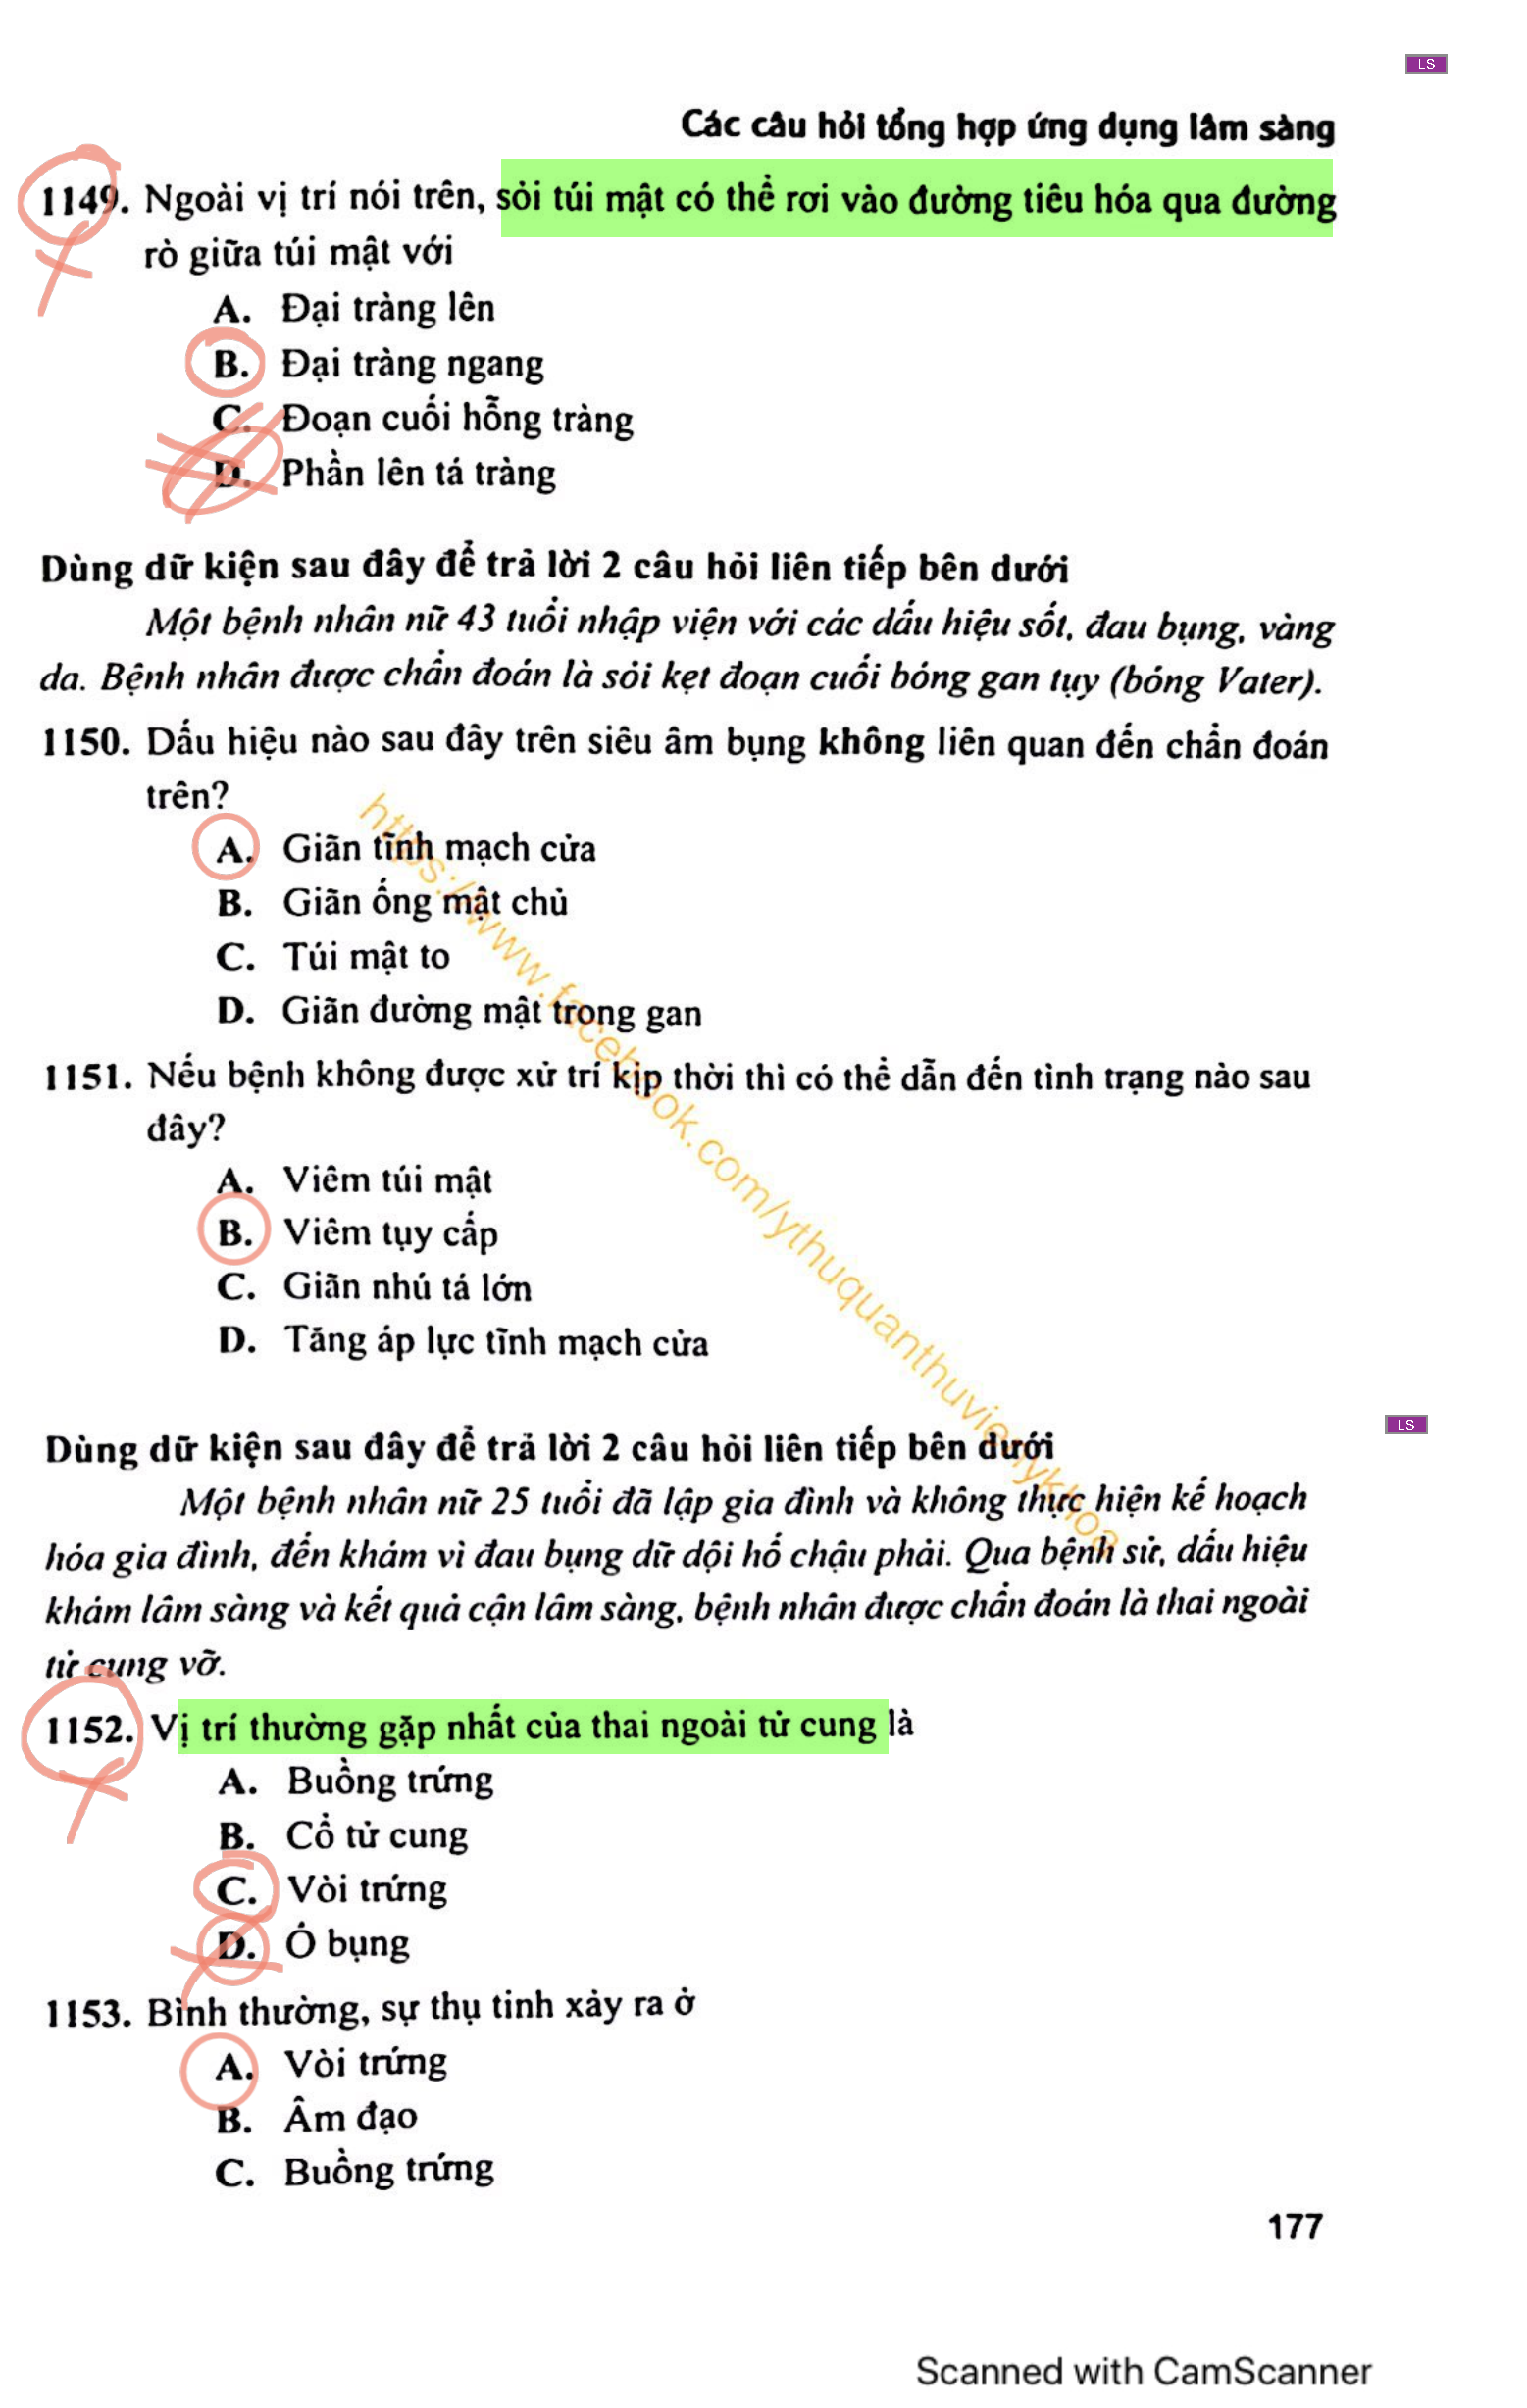 LS
Các câu hỏi tổng hợp ứng dụng lâm sàng
1149. Ngoài vị trí nói trên, sỏi túi mật có thể rơi vào đường tiêu hóa qua đường
rò giữa túi mật với
A. Đại tràng lên
B. Đại tràng ngang
C. Đoạn cuối hỗng tràng
D. Phần lên tá tràng
Dùng dữ kiện sau đây để trả lời 2 câu hỏi liên tiếp bên dưới
Một bệnh nhân nữ 43 tuổi nhập viện với các dấu hiệu sốt, đau bụng, vàng
da. Bệnh nhân được chẩn đoán là sỏi kẹt đoạn cuối bóng gan tụy (bóng Vater).
1150. Dấu hiệu nào sau đây trên siêu âm bụng không liên quan đến chẩn đoán
trên?
A. Giãn tĩnh mạch cửa
B. Giãn ống mật chủ
C. Túi mật to
D. Giãn đường mật trong gan
1151. Nếu bệnh không được xử trí kịp thời thì có thể dẫn đến tình trạng nào sau
đây?
A. Viêm túi mật
B. Viêm tụy cấp
C. Giãn nhú tá lớn
D. Tăng áp lực tĩnh mạch cửa
https://www.facebook.com/ythuquanthuvienykhoa
LS
Dùng dữ kiện sau đây để trả lời 2 câu hỏi liên tiếp bên dưới
Một bệnh nhân nữ 25 tuổi đã lập gia đình và không thực hiện kế hoạch
hóa gia đình, đến khám vì đau bụng dữ dội hố chậu phải. Qua bệnh sử, dấu hiệu
khám lâm sàng và kết quả cận lâm sàng, bệnh nhân được chẩn đoán là thai ngoài
tử cung vỡ.
1152. Vị trí thường gặp nhất của thai ngoài tử cung là
A. Buồng trứng
B. Cổ tử cung
C. Vòi trứng
D. Ổ bụng
1153. Bình thường, sự thụ tinh xảy ra ở
A. Vòi trứng
B. Âm đạo
C. Buồng trứng
177
Scanned with CamScanner